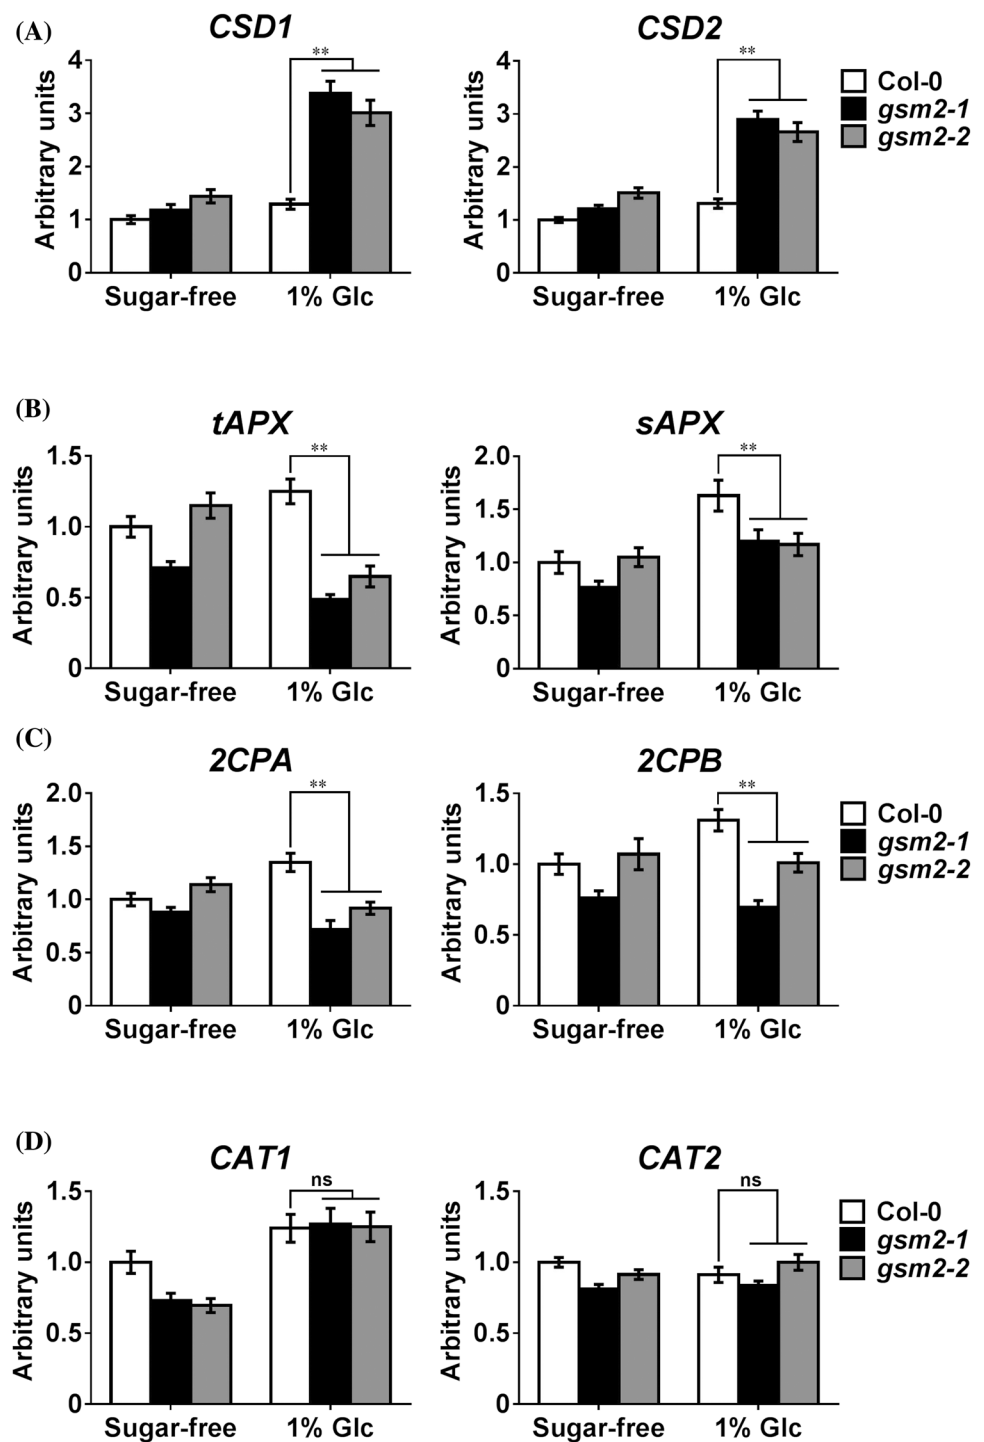 (A)
CSD1
CSD2
Arbitrary units
4
3
2
1
0
**
Sugar-free
1% Glc
Arbitrary units
4
3
2
1
0
**
Sugar-free
1% Glc
Col-0
gsm2-1
gsm2-2
(B)
tAPX
sAPX
Arbitrary units
1.5
1.0
0.5
0
**
Sugar-free
1% Glc
Arbitrary units
2.0
1.5
1.0
0.5
0
**
Sugar-free
1% Glc
(C)
2CPA
2CPB
Arbitrary units
2.0
1.5
1.0
0.5
0
**
Sugar-free
1% Glc
Arbitrary units
1.5
1.0
0.5
0
**
Sugar-free
1% Glc
Col-0
gsm2-1
gsm2-2
(D)
CAT1
CAT2
Arbitrary units
1.5
1.0
0.5
0
ns
Sugar-free
1% Glc
Arbitrary units
1.5
1.0
0.5
0
ns
Sugar-free
1% Glc
Col-0
gsm2-1
gsm2-2